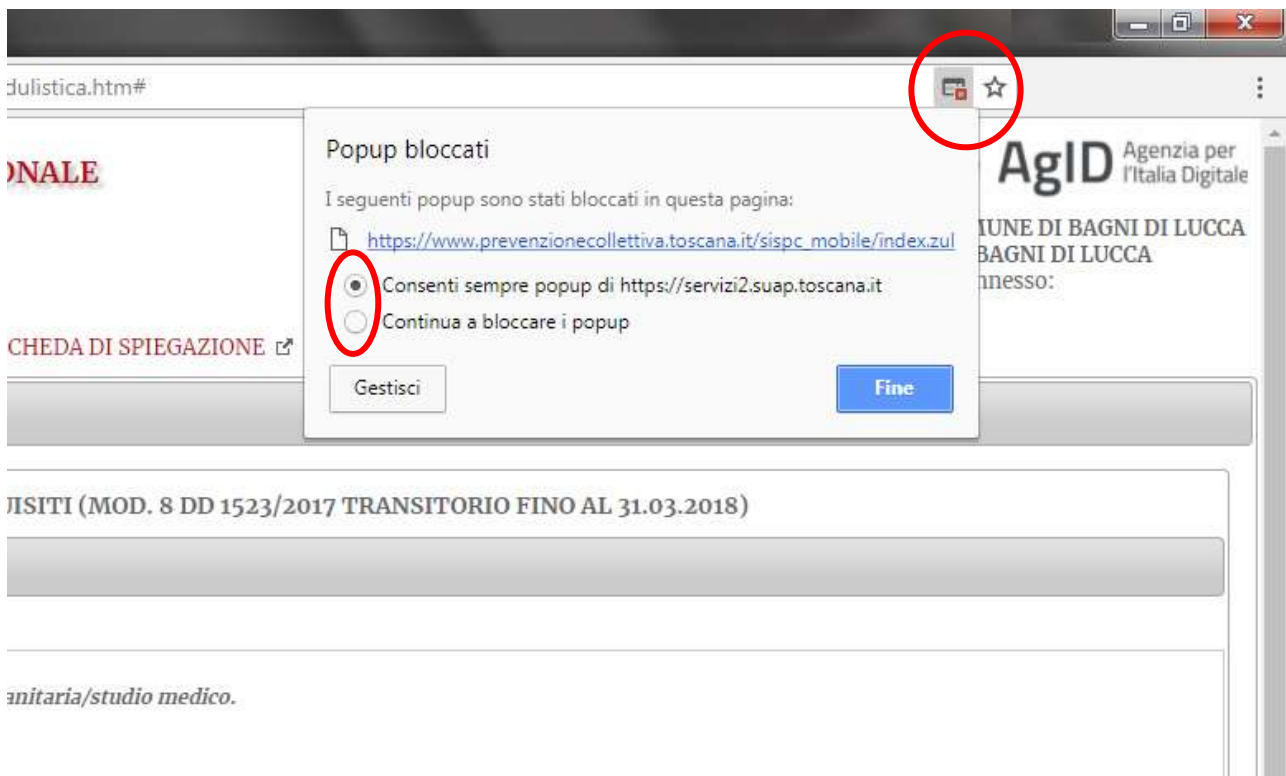 dulistica.htm#
ONALE
Popup bloccati
I seguenti popup sono stati bloccati in questa pagina:
https://www.prevenzionecollettiva.toscana.it/sispc_mobile/index.zul
Consenti sempre popup di https://servizi2.suap.toscana.it
Continua a bloccare i popup
Gestisci
Fine
AgID Agenzia per
l'Italia Digitale
IUNE DI BAGNI DI LUCCA
BAGNI DI LUCCA
nnesso:
CHEDA DI SPIEGAZIONE
JISITI (MOD. 8 DD 1523/2017 TRANSITORIO FINO AL 31.03.2018)
anitaria/studio medico.